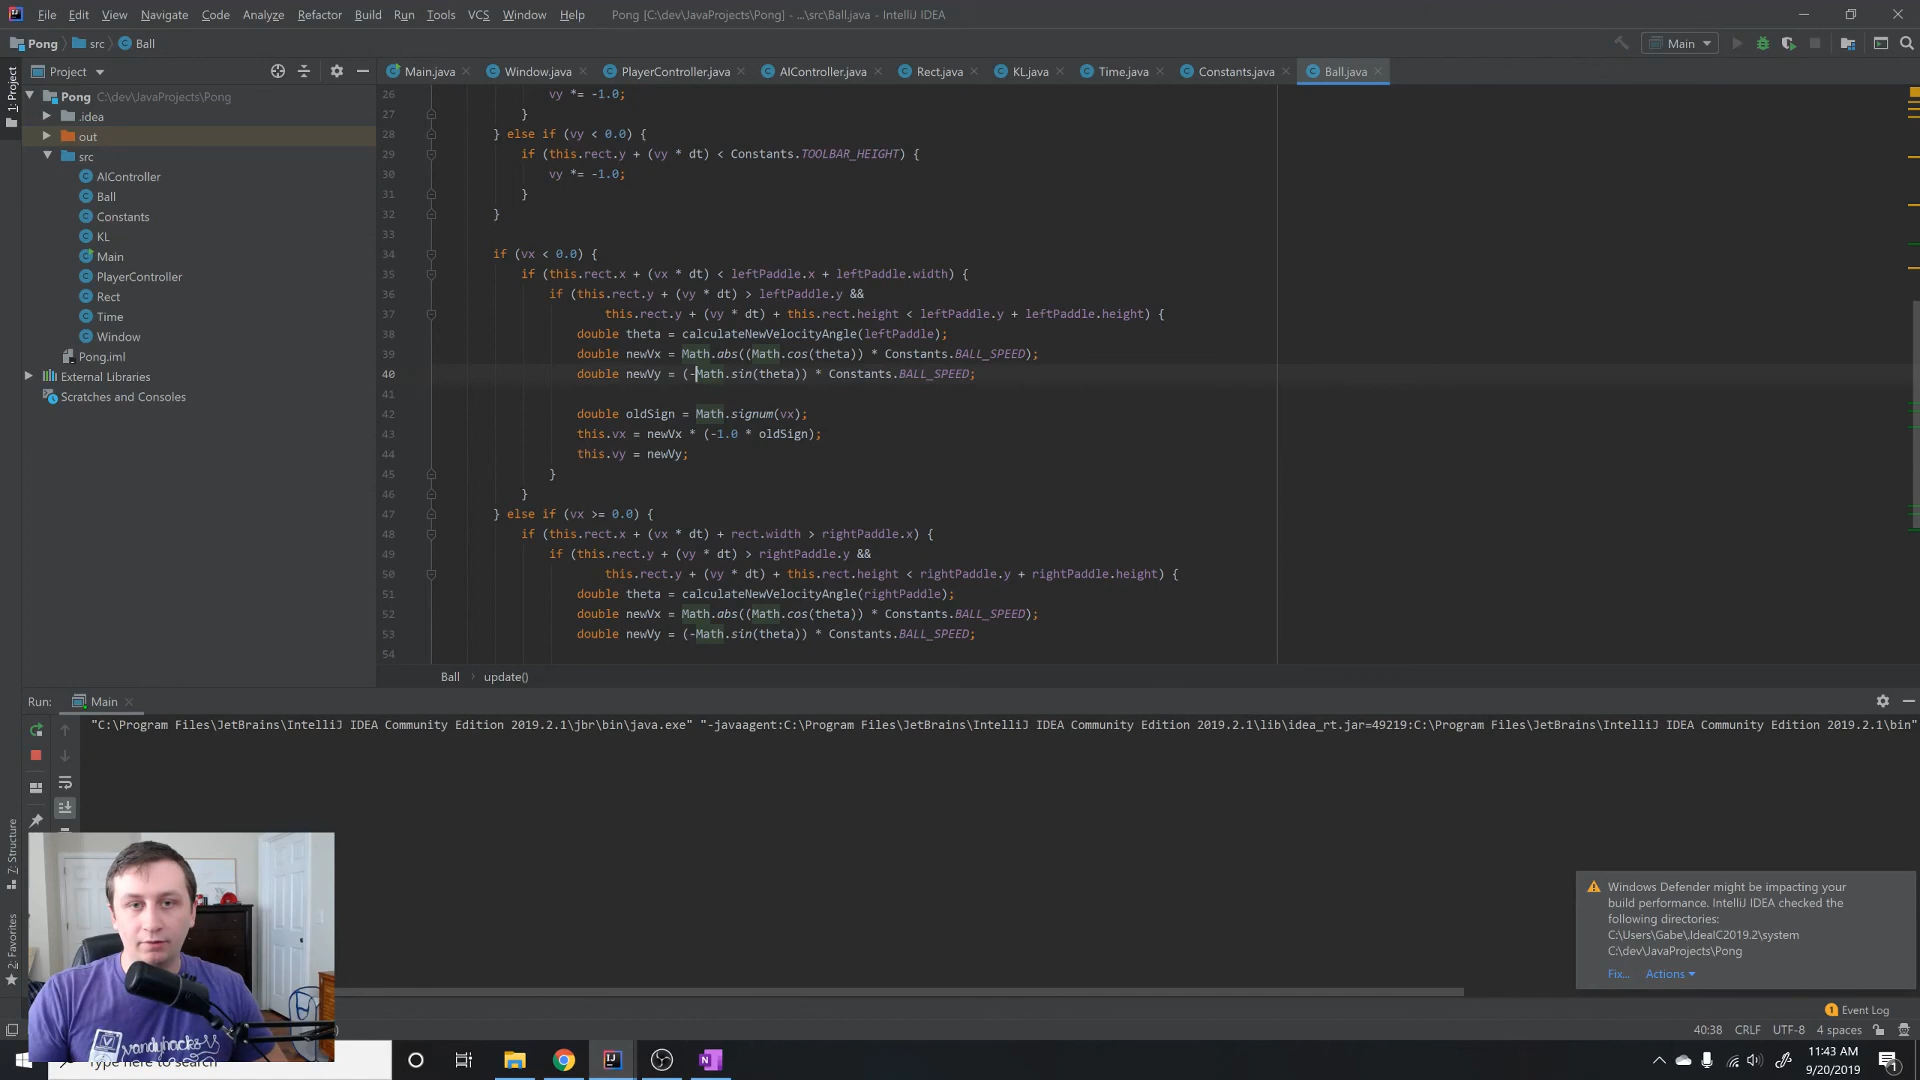 File Edit View Navigate Code Analyze Refactor Build Run Tools VCS Window Help Pong [C:\dev\JavaProjects\Pong] - ...\src\Ball.java - IntelliJ IDEA
Pong src Ball Main
Project
1: Project
Main.java Window.java PlayerController.java AIController.java Rect.java KL.java Time.java Constants.java Ball.java
Pong C:\dev\JavaProjects\Pong
.idea
out
src
AIController
Ball
Constants
KL
Main
PlayerController
Rect
Time
Window
Pong.iml
External Libraries
Scratches and Consoles
26 vy *= -1.0;
27 }
28 } else if (vy < 0.0) {
29 if (this.rect.y + (vy * dt) < Constants.TOOLBAR_HEIGHT) {
30 vy *= -1.0;
31 }
32 }
33
34 if (vx < 0.0) {
35 if (this.rect.x + (vx * dt) < leftPaddle.x + leftPaddle.width) {
36 if (this.rect.y + (vy * dt) > leftPaddle.y &&
37 this.rect.y + (vy * dt) + this.rect.height < leftPaddle.y + leftPaddle.height) {
38 double theta = calculateNewVelocityAngle(leftPaddle);
39 double newVx = Math.abs((Math.cos(theta)) * Constants.BALL_SPEED);
40 double newVy = (-Math.sin(theta)) * Constants.BALL_SPEED;
41
42 double oldSign = Math.signum(vx);
43 this.vx = newVx * (-1.0 * oldSign);
44 this.vy = newVy;
45 }
46 }
47 } else if (vx >= 0.0) {
48 if (this.rect.x + (vx * dt) + rect.width > rightPaddle.x) {
49 if (this.rect.y + (vy * dt) > rightPaddle.y &&
50 this.rect.y + (vy * dt) + this.rect.height < rightPaddle.y + rightPaddle.height) {
51 double theta = calculateNewVelocityAngle(rightPaddle);
52 double newVx = Math.abs((Math.cos(theta)) * Constants.BALL_SPEED);
53 double newVy = (-Math.sin(theta)) * Constants.BALL_SPEED;
54
Ball update()
Run: Main
"C:\Program Files\JetBrains\IntelliJ IDEA Community Edition 2019.2.1\jbr\bin\java.exe" "-javaagent:C:\Program Files\JetBrains\IntelliJ IDEA Community Edition 2019.2.1\lib\idea_rt.jar=49219:C:\Program Files\JetBrains\IntelliJ IDEA Community Edition 2019.2.1\bin"
7: Structure
2: Favorites
Windows Defender might be impacting your
build performance. IntelliJ IDEA checked the
following directories:
C:\Users\Gabe\.IdeaIC2019.2\system
C:\dev\JavaProjects\Pong
Fix... Actions
vandyhacks
1 Event Log
40:38 CRLF UTF-8 4 spaces
Type here to search
11:43 AM
9/20/2019
1